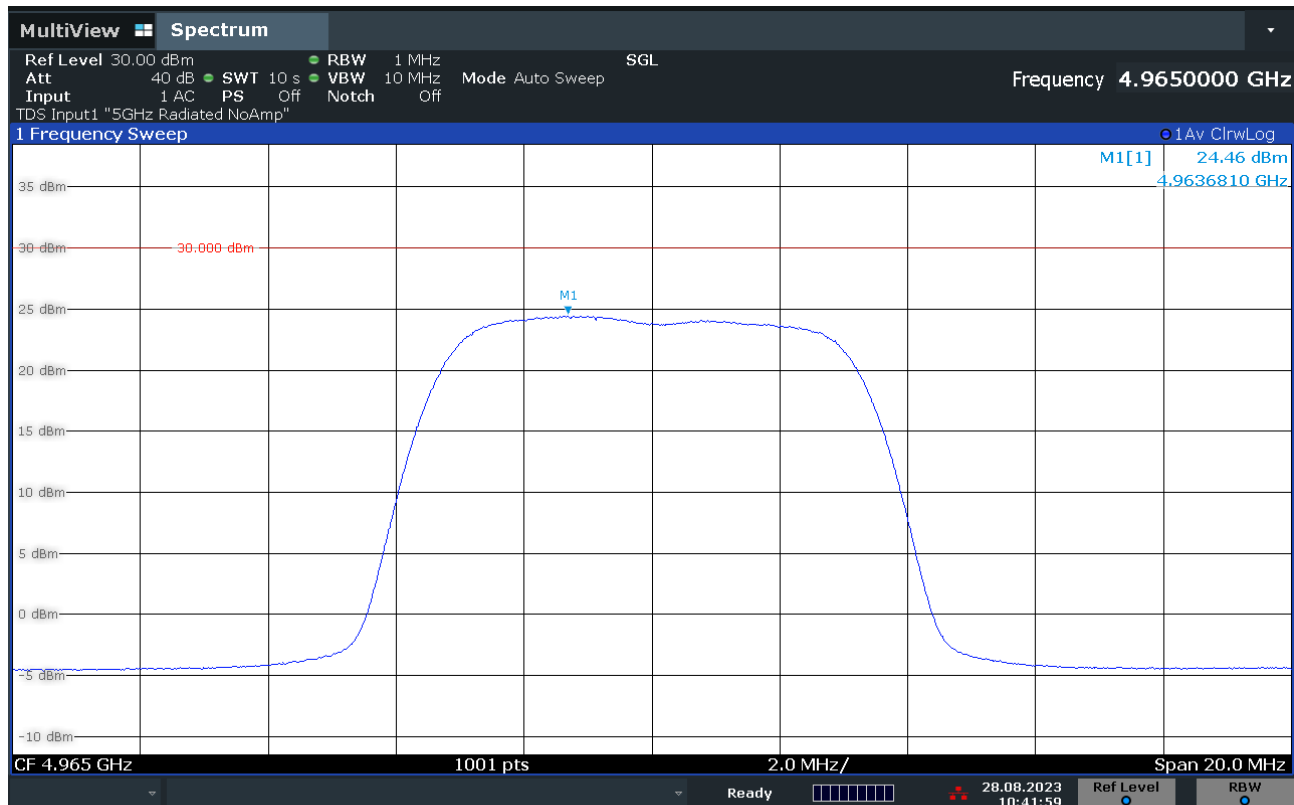 MultiView Spectrum
Ref Level 30.00 dBm RBW 1 MHz SGL
Att 40 dB SWT 10 s VBW 10 MHz Mode Auto Sweep Frequency 4.9650000 GHz
Input 1 AC PS Off Notch Off
TDS Input1 "5GHz Radiated NoAmp"
1 Frequency Sweep 1Av ClrwLog
M1[1] 24.46 dBm
4.9636810 GHz
35 dBm
30 dBm 30.000 dBm
M1
25 dBm
20 dBm
15 dBm
10 dBm
5 dBm
0 dBm
-5 dBm
-10 dBm
CF 4.965 GHz 1001 pts 2.0 MHz/ Span 20.0 MHz
Ready 28.08.2023 Ref Level RBW
10:41:59